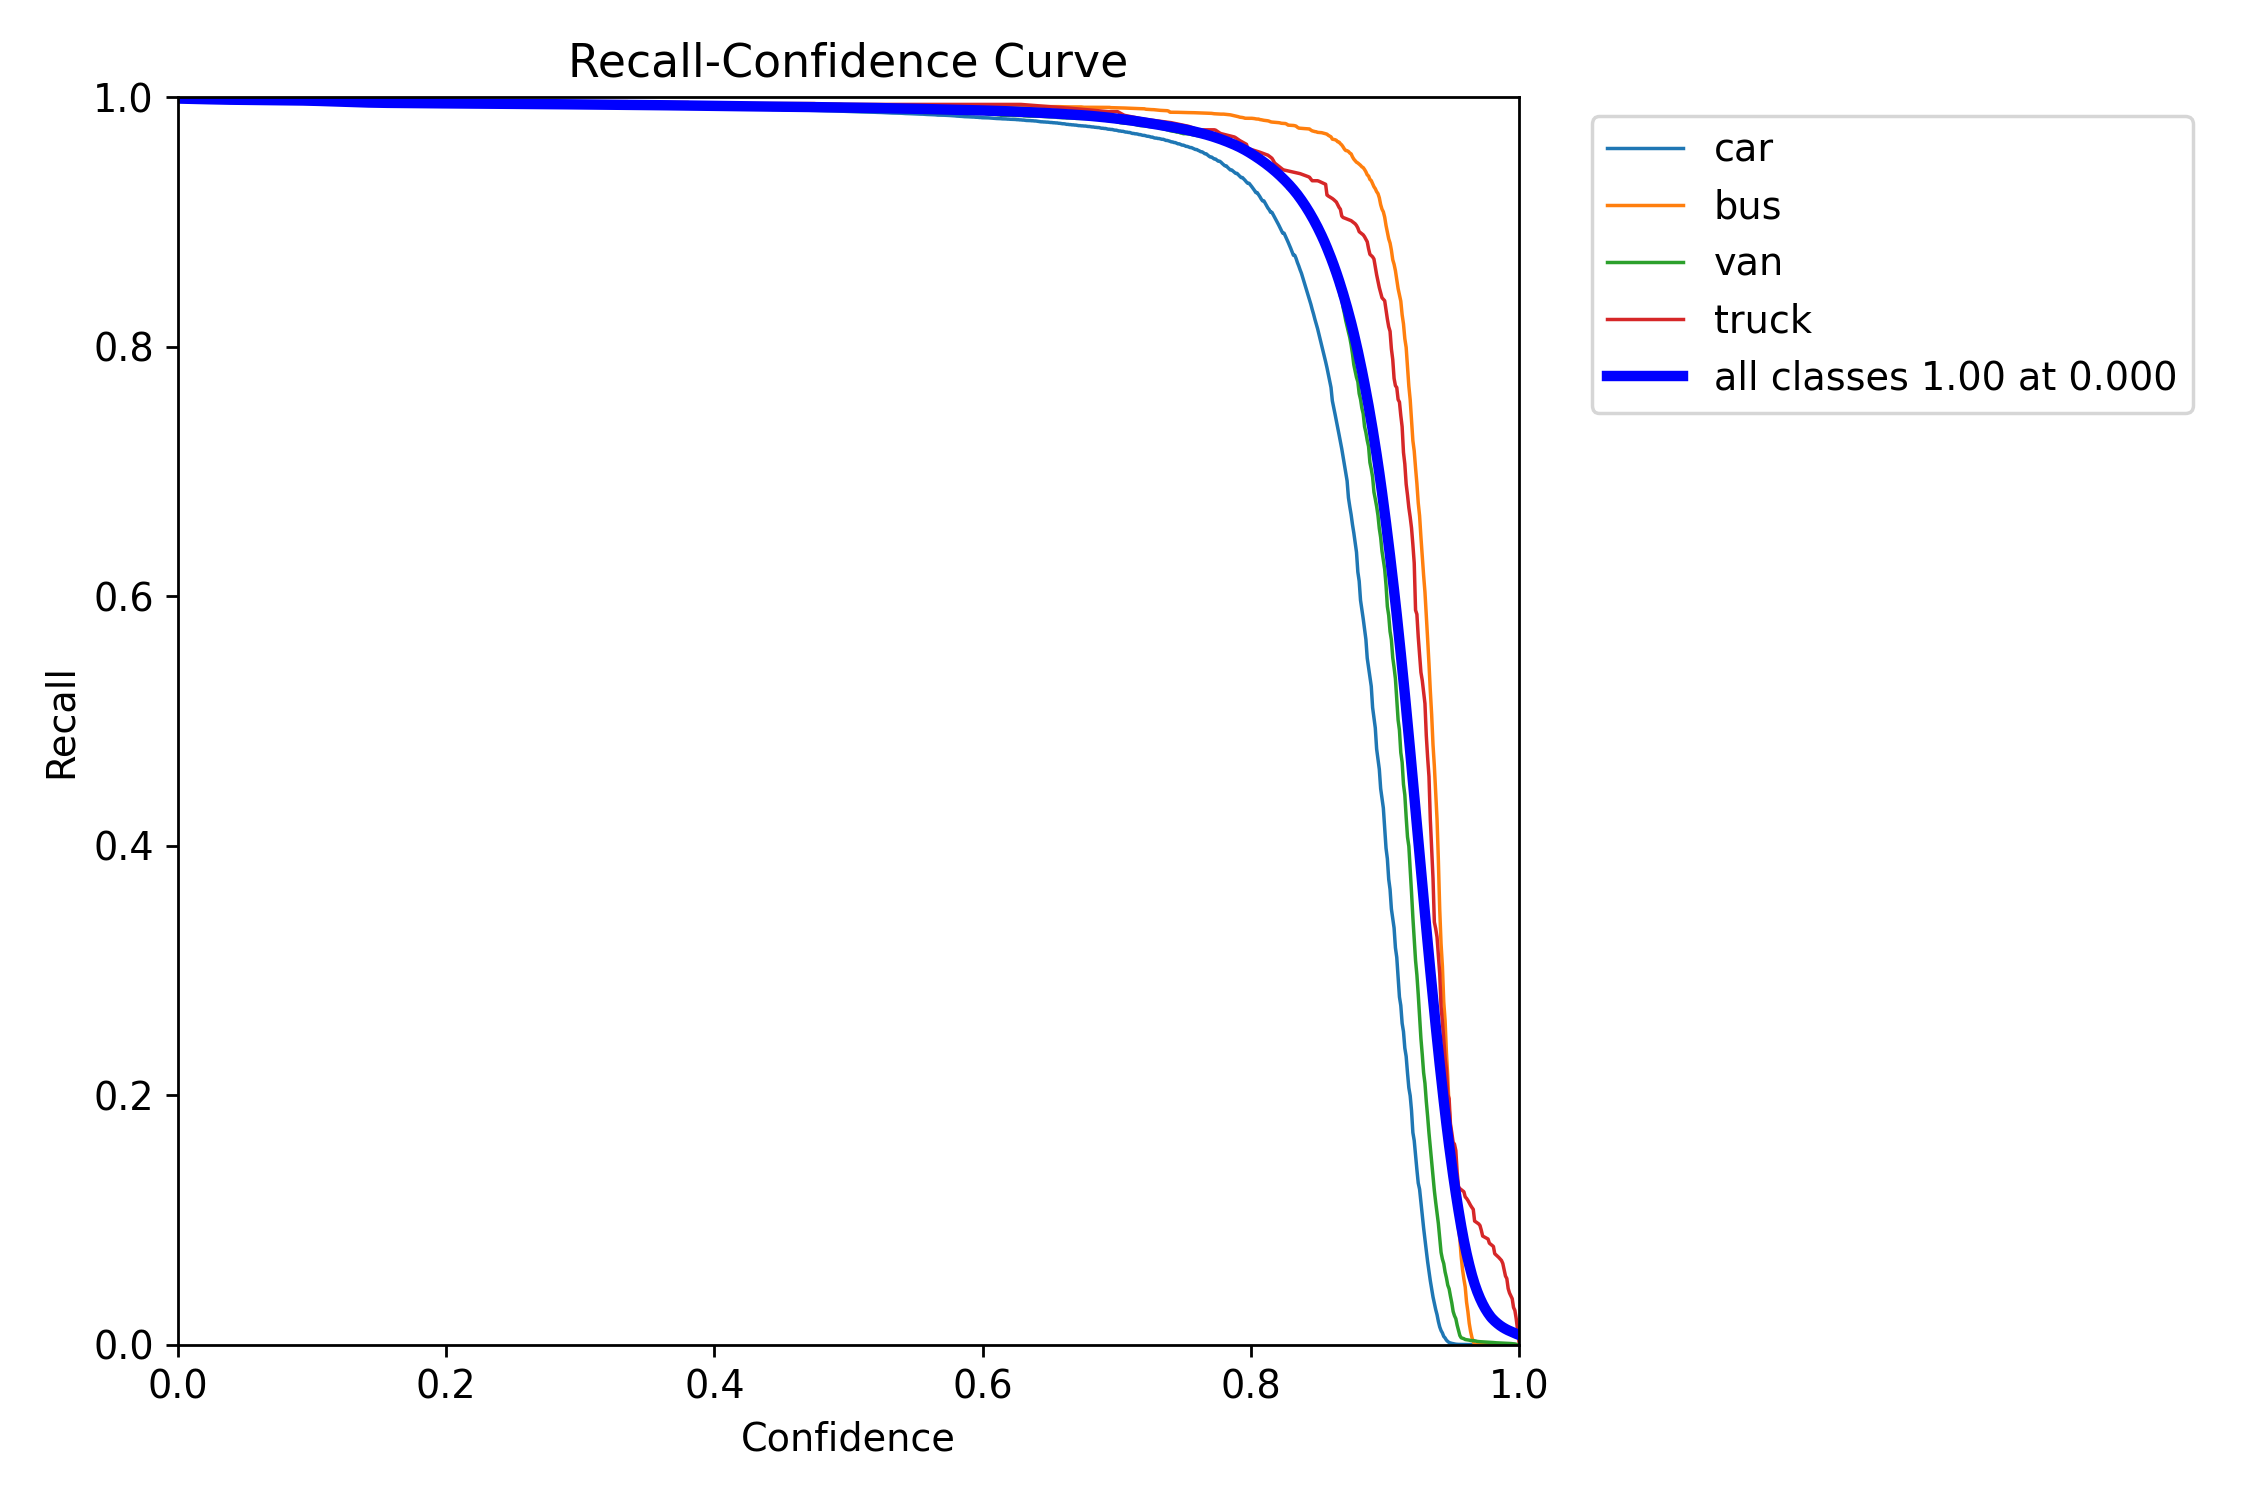 Recall-Confidence Curve
1.0
0.8
0.6
0.4
0.2
0.0
Recall
0.0 0.2 0.4 0.6 0.8 1.0
Confidence
car
bus
van
truck
all classes 1.00 at 0.000